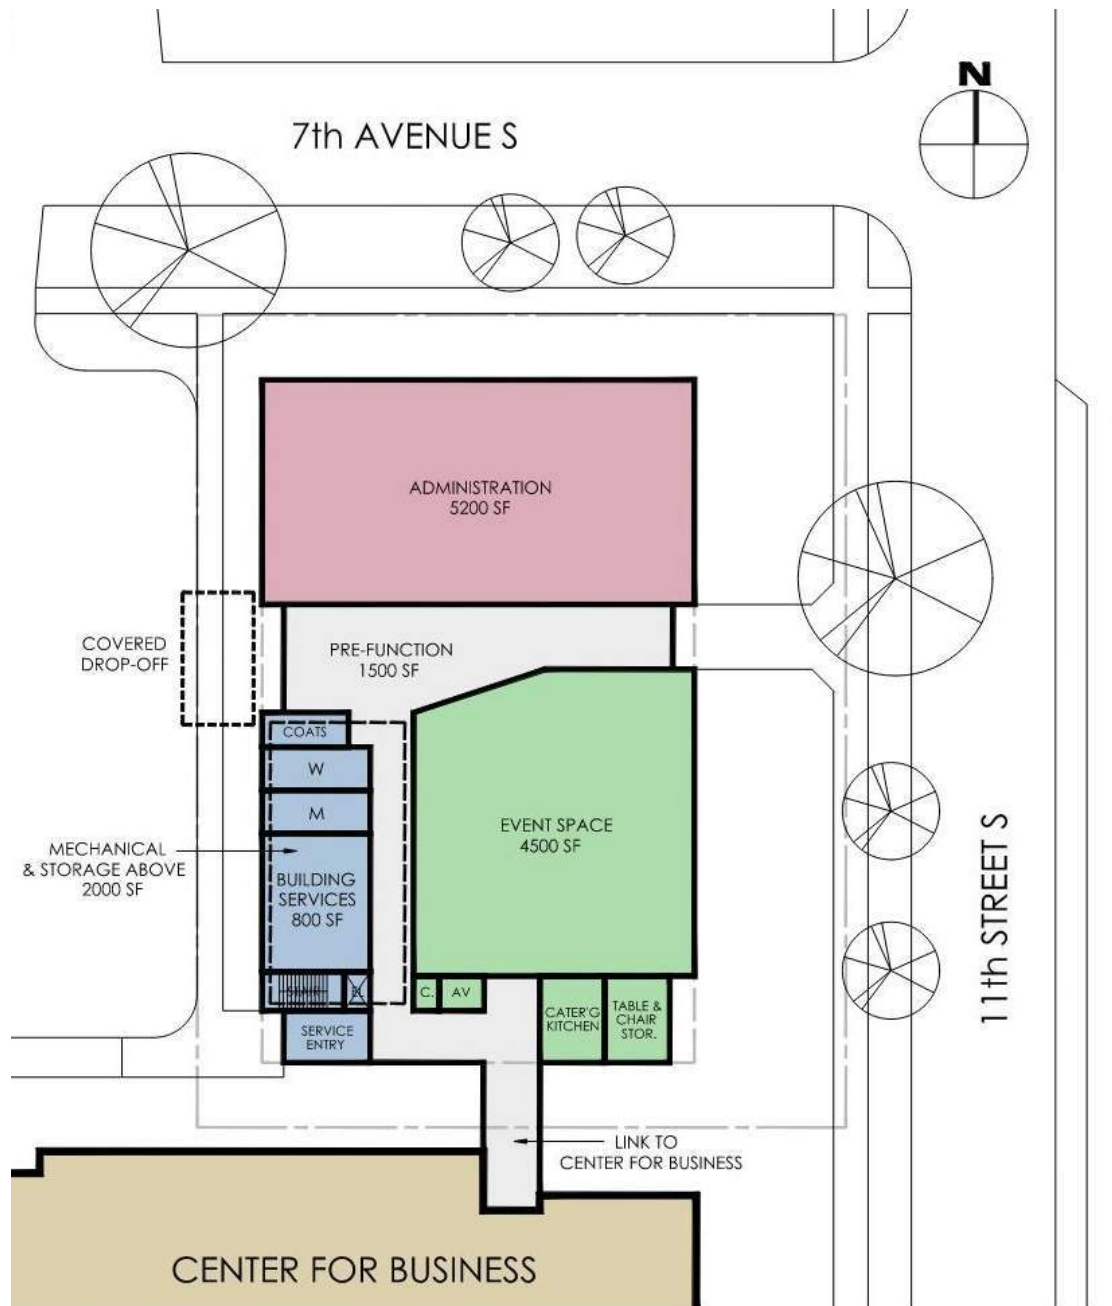 N
7th AVENUE S
ADMINISTRATION
5200 SF
COVERED
DROP-OFF
PRE-FUNCTION
1500 SF
COATS
W
M
MECHANICAL
& STORAGE ABOVE
2000 SF
BUILDING
SERVICES
800 SF
EVENT SPACE
4500 SF
11th STREET S
STAIR
C.
AV
CATER'G
KITCHEN
TABLE &
CHAIR
STOR.
SERVICE
ENTRY
LINK TO
CENTER FOR BUSINESS
CENTER FOR BUSINESS